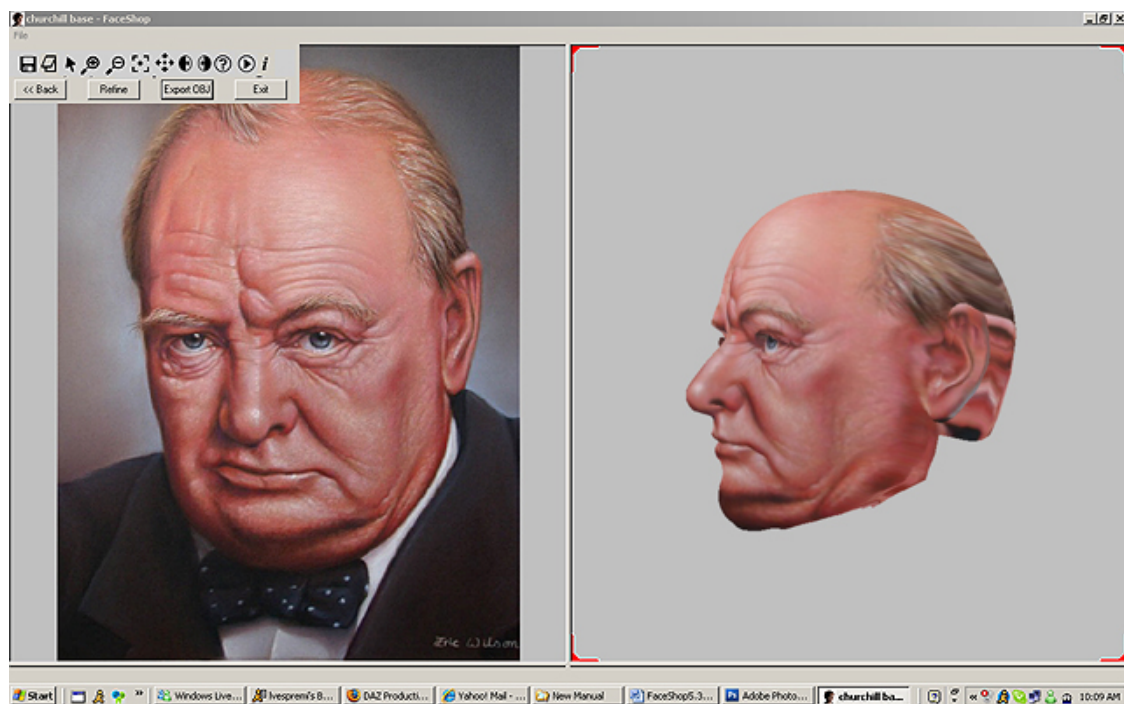 churchill base - FaceShop
File
<< Back Refine Export OBJ Exit
Eric Wilson
Start » Windows Live... Ivespremi's B... DAZ Producti... Yahoo! Mail - ... New Manual FaceShop5.3... Adobe Photo... churchill ba... « 10:09 AM